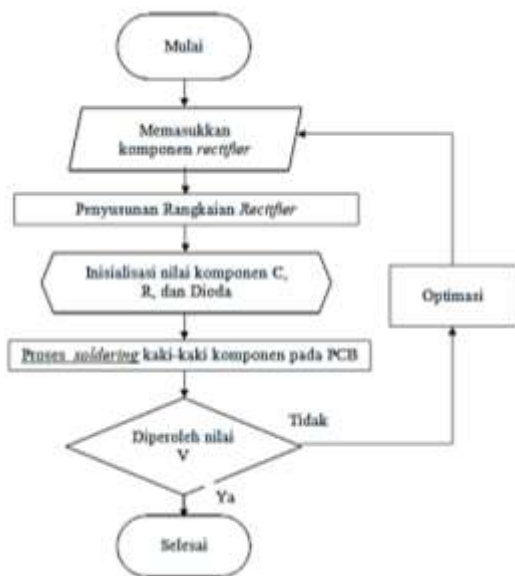 Mulai
Memasukkan
komponen rectifier
Penyusunan Rangkaian Rectifier
Inisialisasi nilai komponen C,
R, dan Dioda
Optimasi
Proses soldering kaki-kaki komponen pada PCB
Tidak
Diperoleh nilai
V
Ya
Selesai